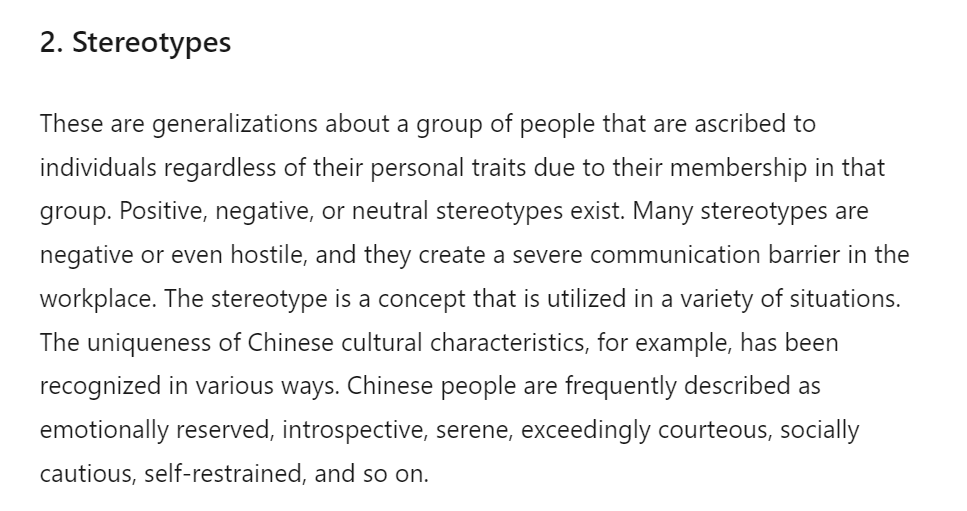 2. Stereotypes
These are generalizations about a group of people that are ascribed to
individuals regardless of their personal traits due to their membership in that
group. Positive, negative, or neutral stereotypes exist. Many stereotypes are
negative or even hostile, and they create a severe communication barrier in the
workplace. The stereotype is a concept that is utilized in a variety of situations.
The uniqueness of Chinese cultural characteristics, for example, has been
recognized in various ways. Chinese people are frequently described as
emotionally reserved, introspective, serene, exceedingly courteous, socially
cautious, self-restrained, and so on.